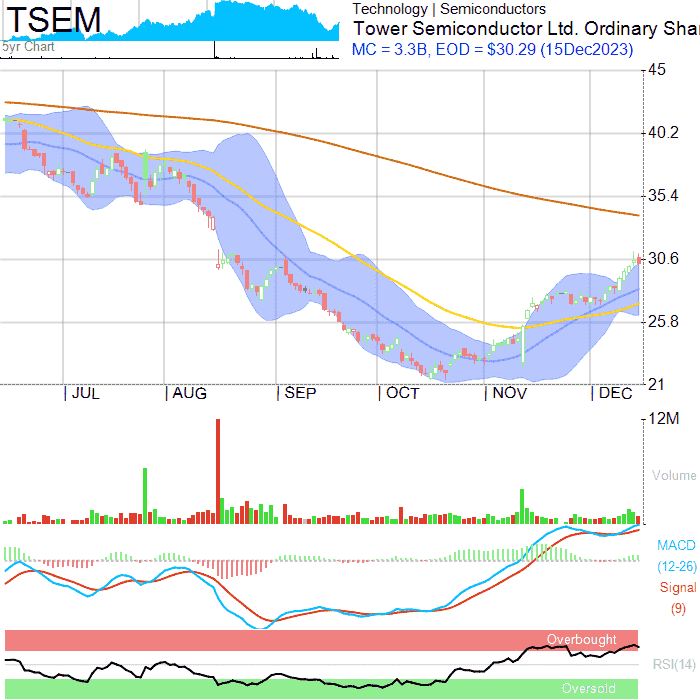 TSEM
5yr Chart
Technology | Semiconductors
Tower Semiconductor Ltd. Ordinary Shar
MC = 3.3B, EOD = $30.29 (15Dec2023)
45
40.2
35.4
30.6
25.8
21
JUL AUG SEP OCT NOV DEC
12M
Volume
MACD
(12-26)
Signal
(9)
Overbought
RSI(14)
Oversold